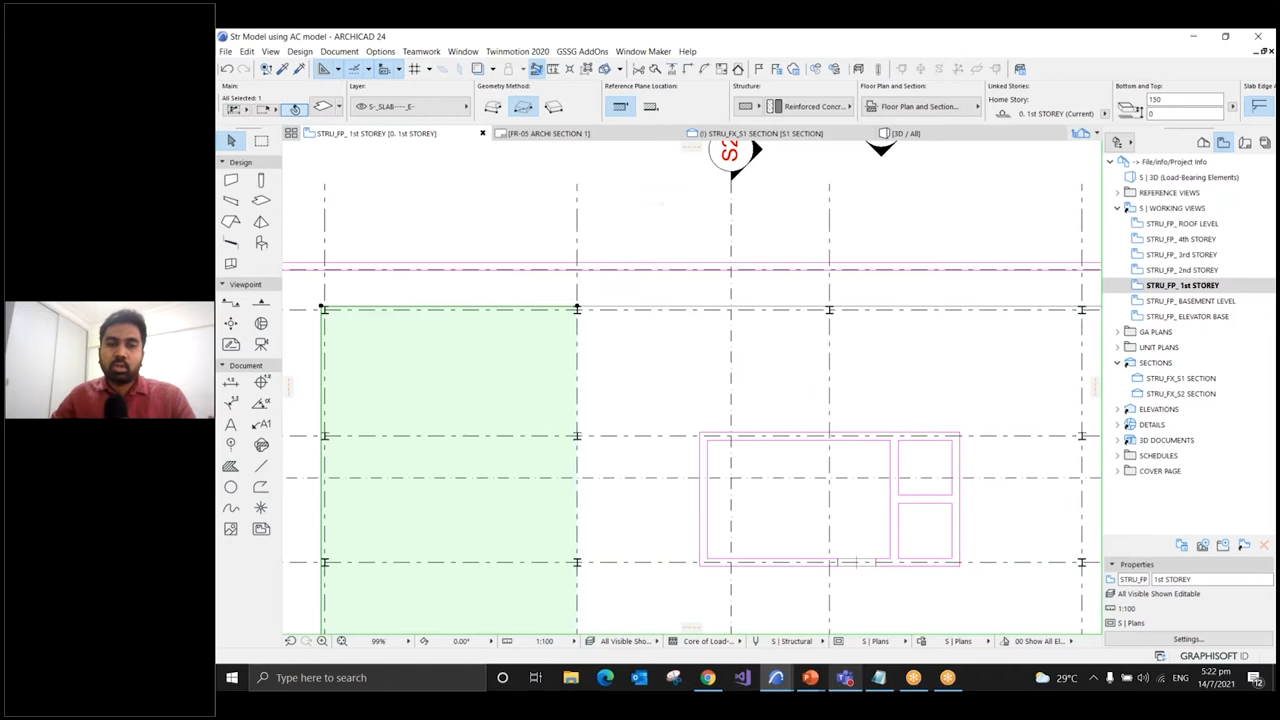 Str Model using AC model - ARCHICAD 24
File Edit View Design Document Options Teamwork Window Twinmotion 2020 GSSG AddOns Window Maker Help
Main: Layer: Geometry Method: Reference Plane Location: Structure: Floor Plan and Section: Linked Stories: Bottom and Top: Slab Edge A
All Selected: 1
S-_SLAB----_E-
Reinforced Concr...
Floor Plan and Section...
Home Story:
0. 1st STOREY (Current)
150
0
STRU_FP_ 1st STOREY [0. 1st STOREY]
[FR-05 ARCHI SECTION 1]
(!) STRU_FX_S1 SECTION [S1 SECTION]
[3D / All]
Design
Viewpoint
Document
S2
-> File/info/Project Info
S | 3D (Load-Bearing Elements)
REFERENCE VIEWS
S | WORKING VIEWS
STRU_FP_ ROOF LEVEL
STRU_FP_ 4th STOREY
STRU_FP_ 3rd STOREY
STRU_FP_ 2nd STOREY
STRU_FP_ 1st STOREY
STRU_FP_ BASEMENT LEVEL
STRU_FP_ ELEVATOR BASE
GA PLANS
UNIT PLANS
SECTIONS
STRU_FX_S1 SECTION
STRU_FX_S2 SECTION
ELEVATIONS
DETAILS
3D DOCUMENTS
SCHEDULES
COVER PAGE
Properties
STRU_FP 1st STOREY
All Visible Shown Editable
1:100
S | Plans
Settings...
99% 0.00° 1:100 All Visible Sho... Core of Load-... S | Structural S | Plans S | Plans 00 Show All El...
GRAPHISOFT ID
Type here to search
29°C
ENG
5:22 pm
14/7/2021
12